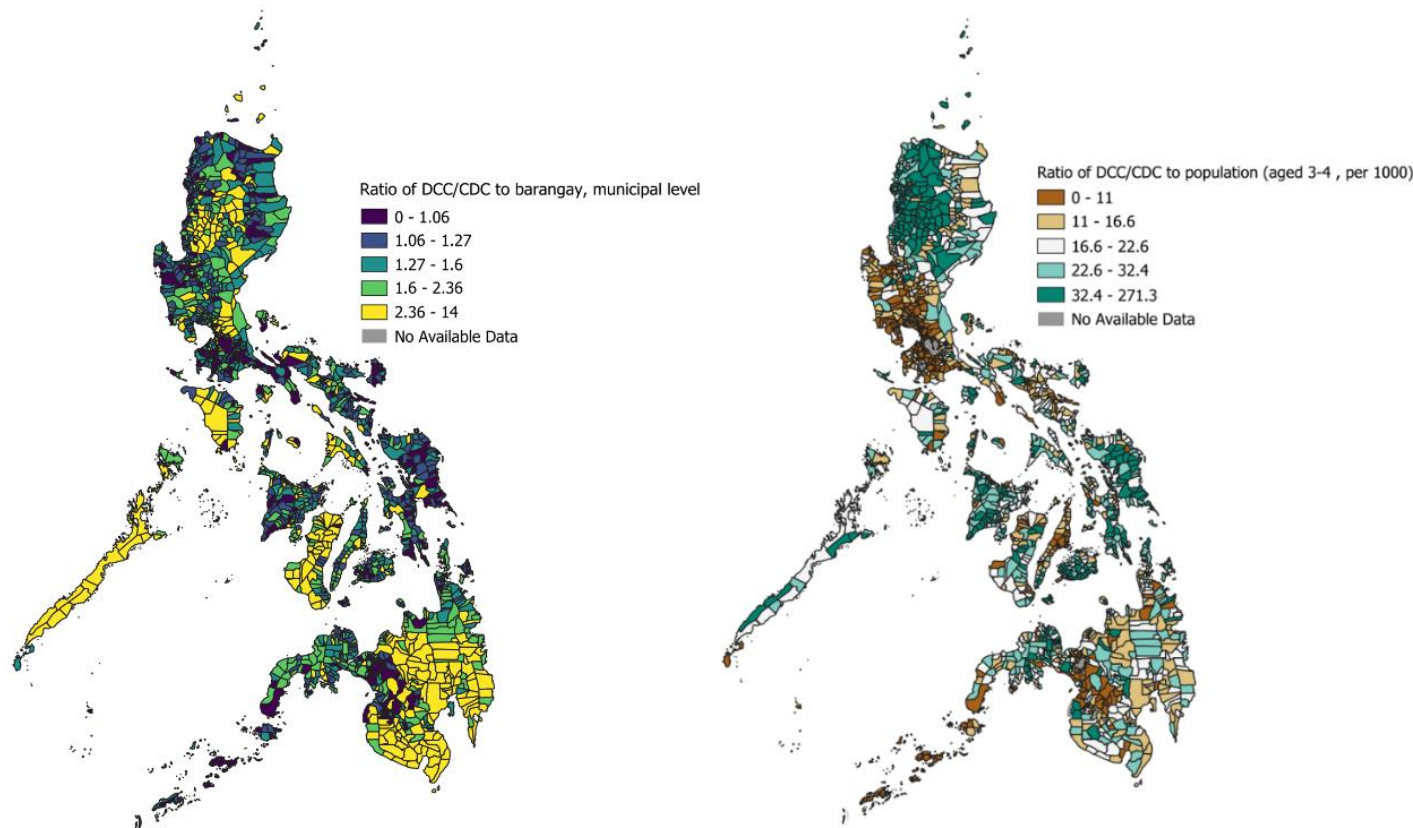 Ratio of DCC/CDC to barangay, municipal level
0 - 1.06
1.06 - 1.27
1.27 - 1.6
1.6 - 2.36
2.36 - 14
No Available Data
Ratio of DCC/CDC to population (aged 3-4 , per 1000)
0 - 11
11 - 16.6
16.6 - 22.6
22.6 - 32.4
32.4 - 271.3
No Available Data